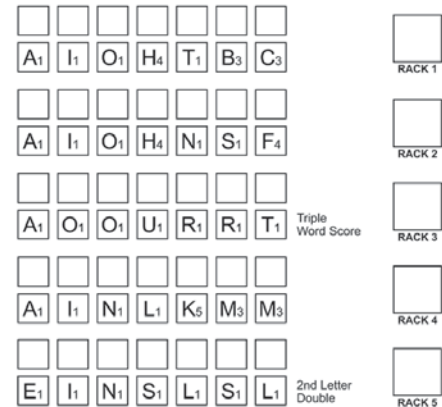 A1 I1 O1 H4 T1 B3 C3
RACK 1
A1 I1 O1 H4 N1 S1 F4
RACK 2
A1 O1 O1 U1 R1 R1 T1
Triple
Word Score
RACK 3
A1 I1 N1 L1 K5 M3 M3
RACK 4
E1 I1 N1 S1 L1 S1 L1
2nd Letter
Double
RACK 5